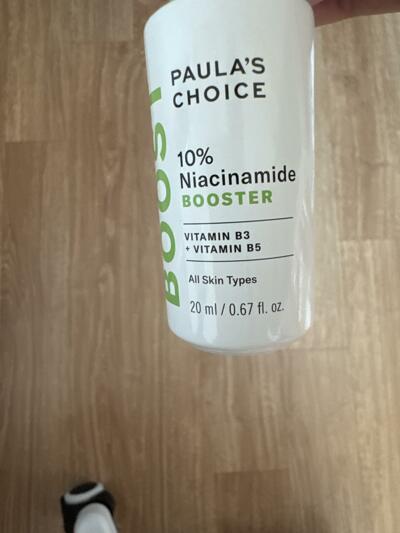 BOOST
PAULA'S
CHOICE
10%
Niacinamide
BOOSTER
VITAMIN B3
+ VITAMIN B5
All Skin Types
20 ml / 0.67 fl. oz.